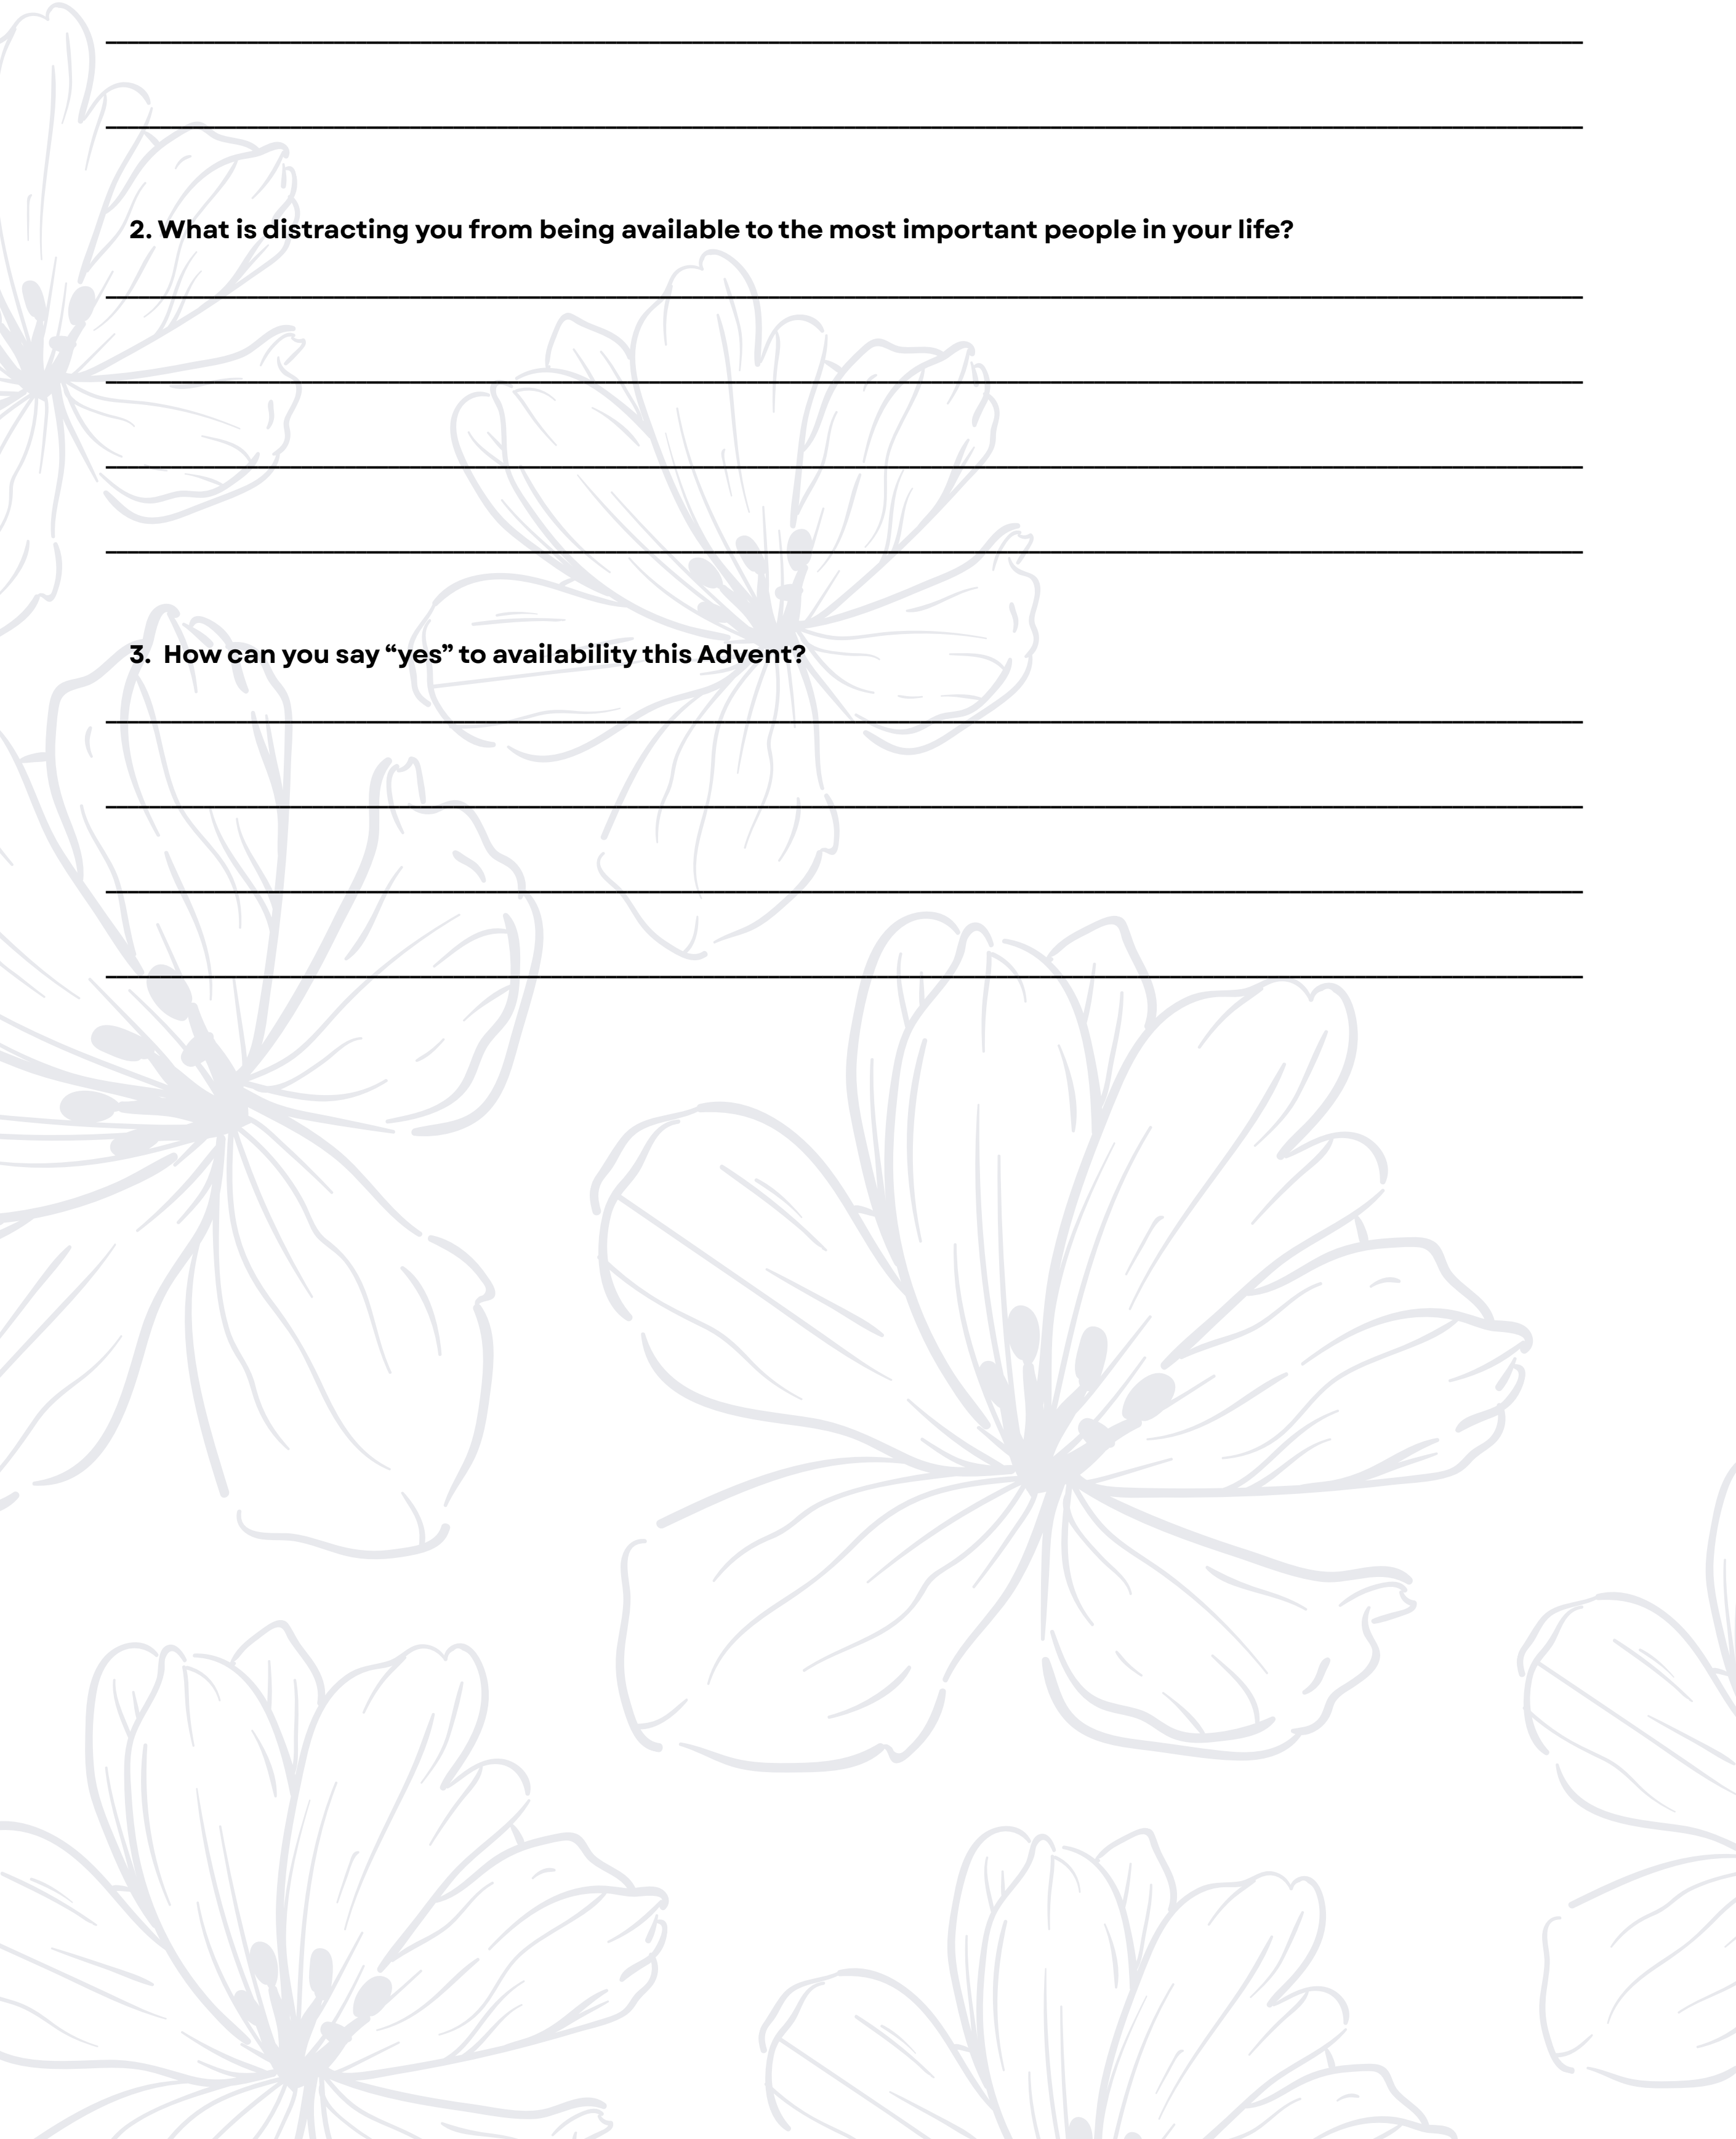 2. What is distracting you from being available to the most important people in your life?
3. How can you say “yes” to availability this Advent?